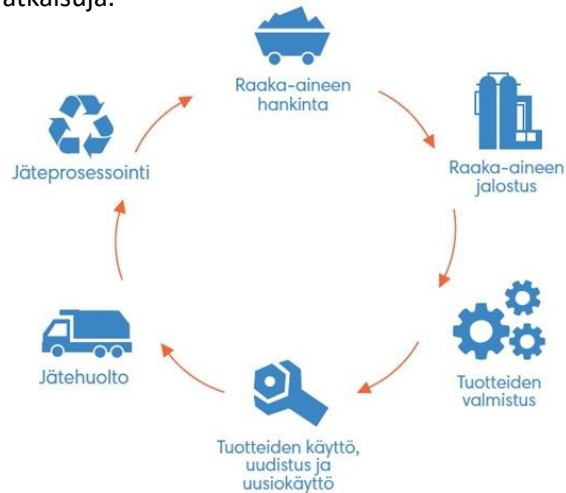 Raaka-aineen
hankinta
Raaka-aineen
jalostus
Tuotteiden
valmistus
Tuotteiden käyttö,
uudistus ja
uusiokäyttö
Jätehuolto
Jäteprosessointi